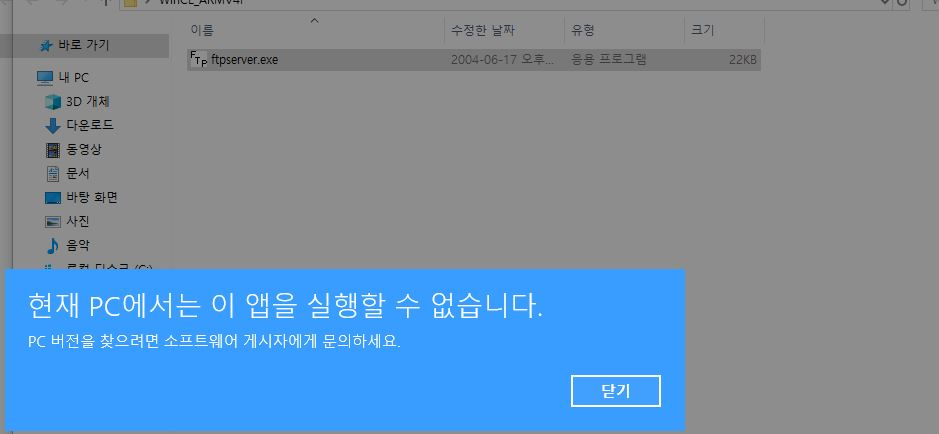 WinCE_ARMV4I
이름
수정한 날짜
유형
크기
바로 가기
FTP
ftpserver.exe
2004-06-17 오후...
응용 프로그램
22KB
내 PC
3D 개체
다운로드
동영상
문서
바탕 화면
사진
음악
현재 PC에서는 이 앱을 실행할 수 없습니다.
PC 버전을 찾으려면 소프트웨어 게시자에게 문의하세요.
닫기